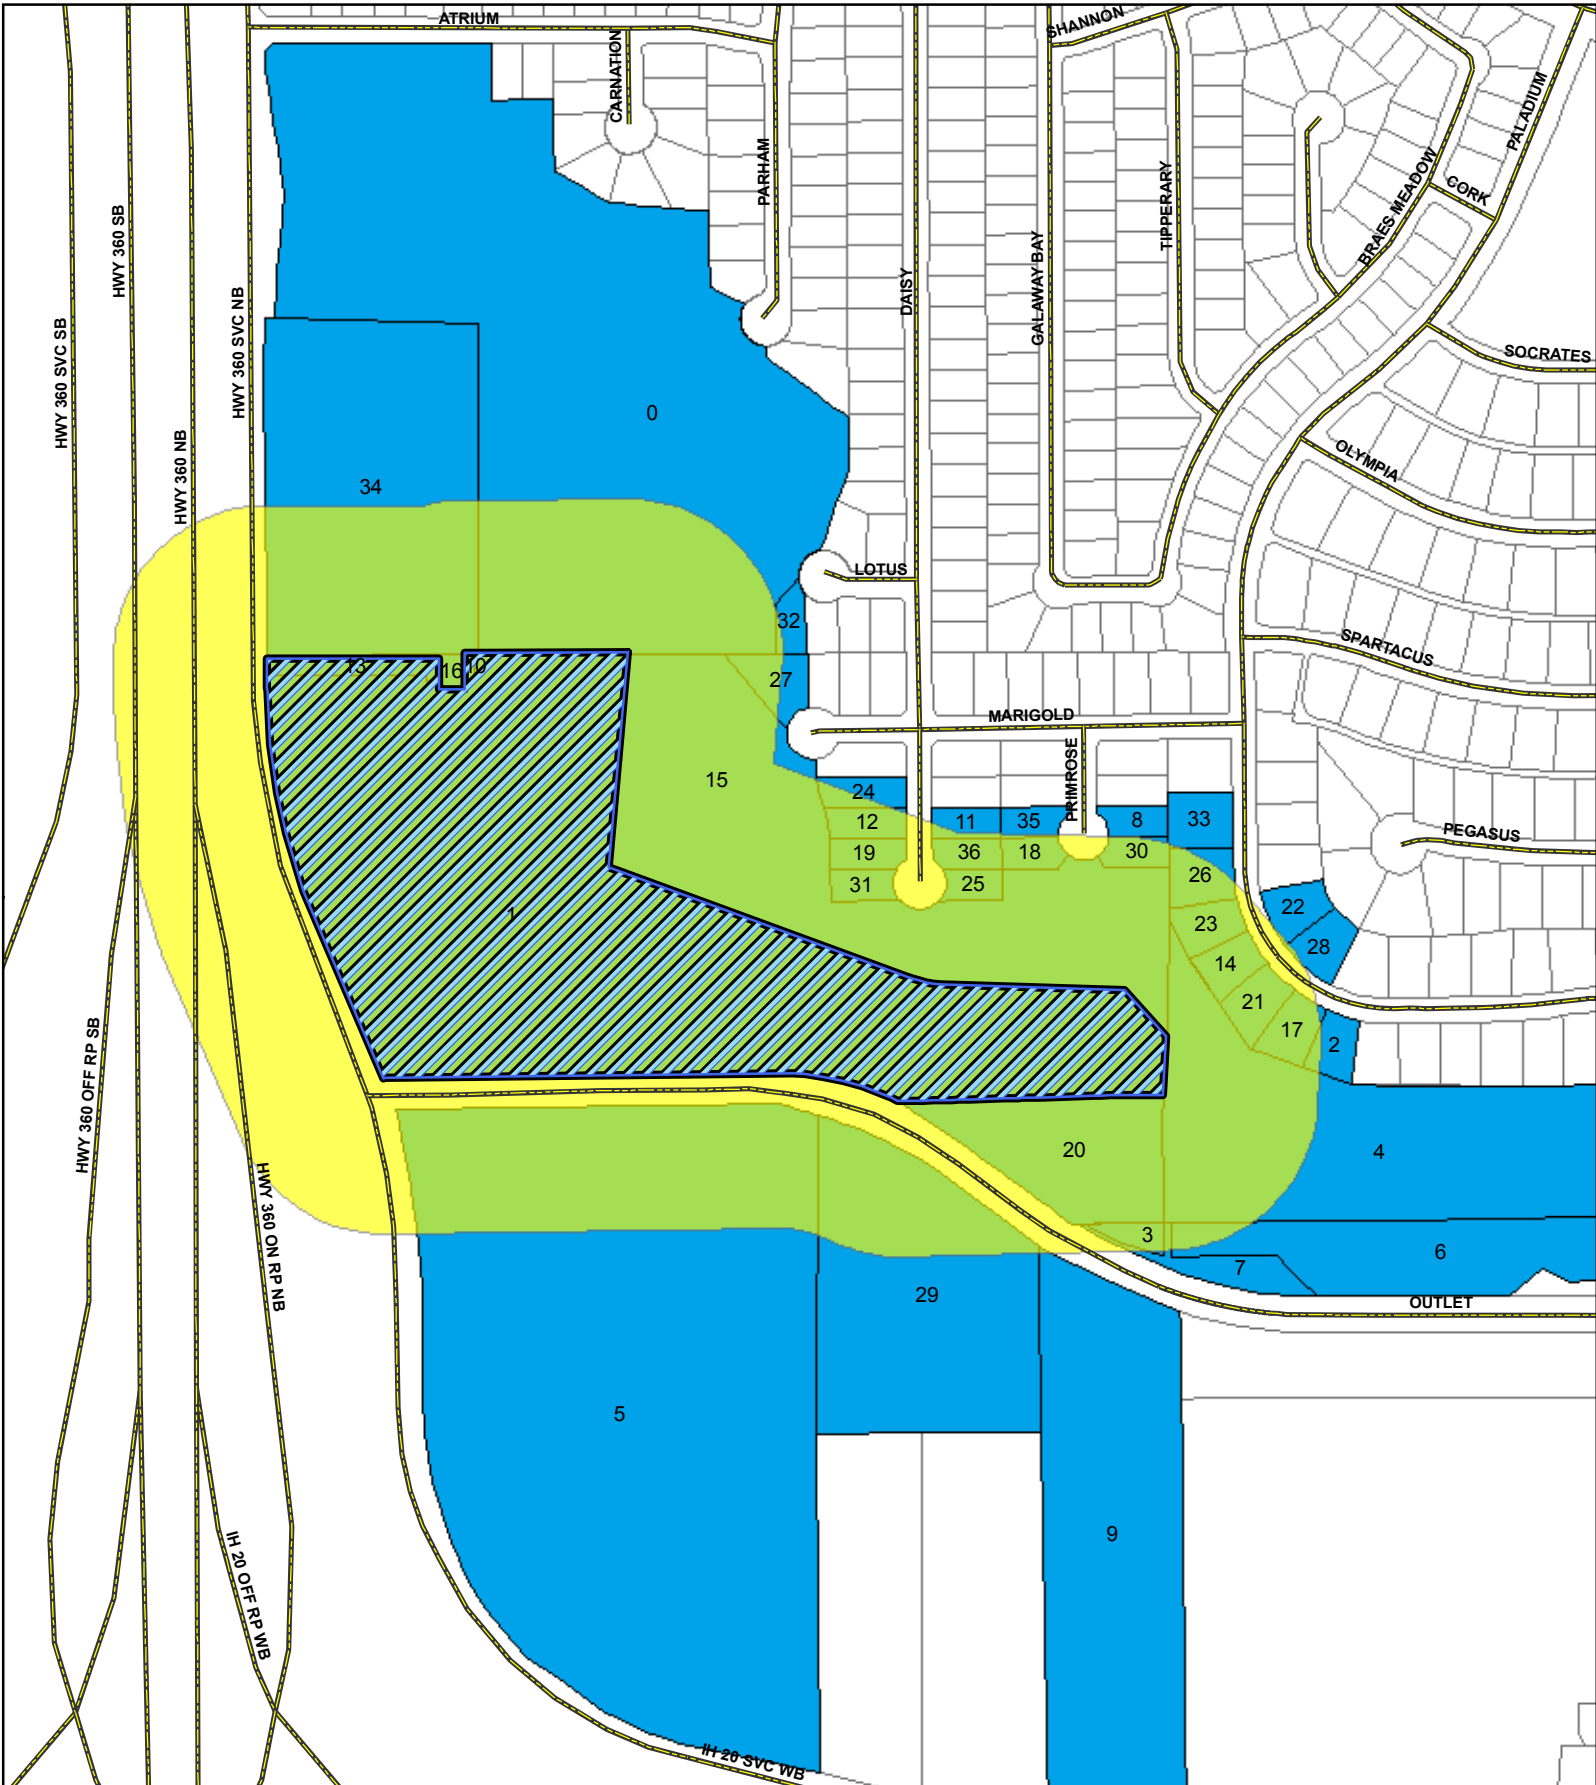 ATRIUM
SHANNON
CARNATION
PARHAM
PALADIUM
TIPPERARY
BRAES MEADOW
CORK
HWY 360 SB
GALAWAY BAY
DAISY
HWY 360 SVC NB
HWY 360 SVC SB
SOCRATES
0
HWY 360 NB
OLYMPIA
34
LOTUS
32
SPARTACUS
13
16
10
27
MARIGOLD
PRIMROSE
15
24
12
11
35
8
33
PEGASUS
19
36
18
30
31
25
26
22
1
23
28
14
21
17
2
HWY 360 OFF RP SB
20
4
HWY 360 ON RP NB
3
6
7
29
OUTLET
5
9
IH 20 OFF RP WB
IH 20 SVC WB